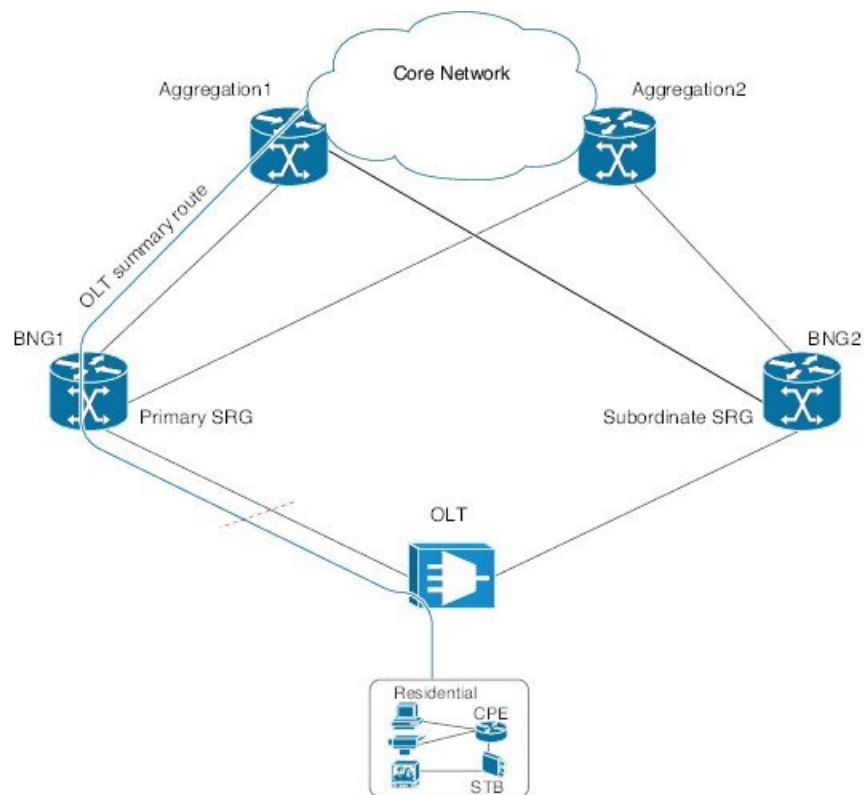 Core Network
Aggregation1
Aggregation2
OLT summary route
BNG1
BNG2
Primary SRG
Subordinate SRG
OLT
Residential
CPE
STB